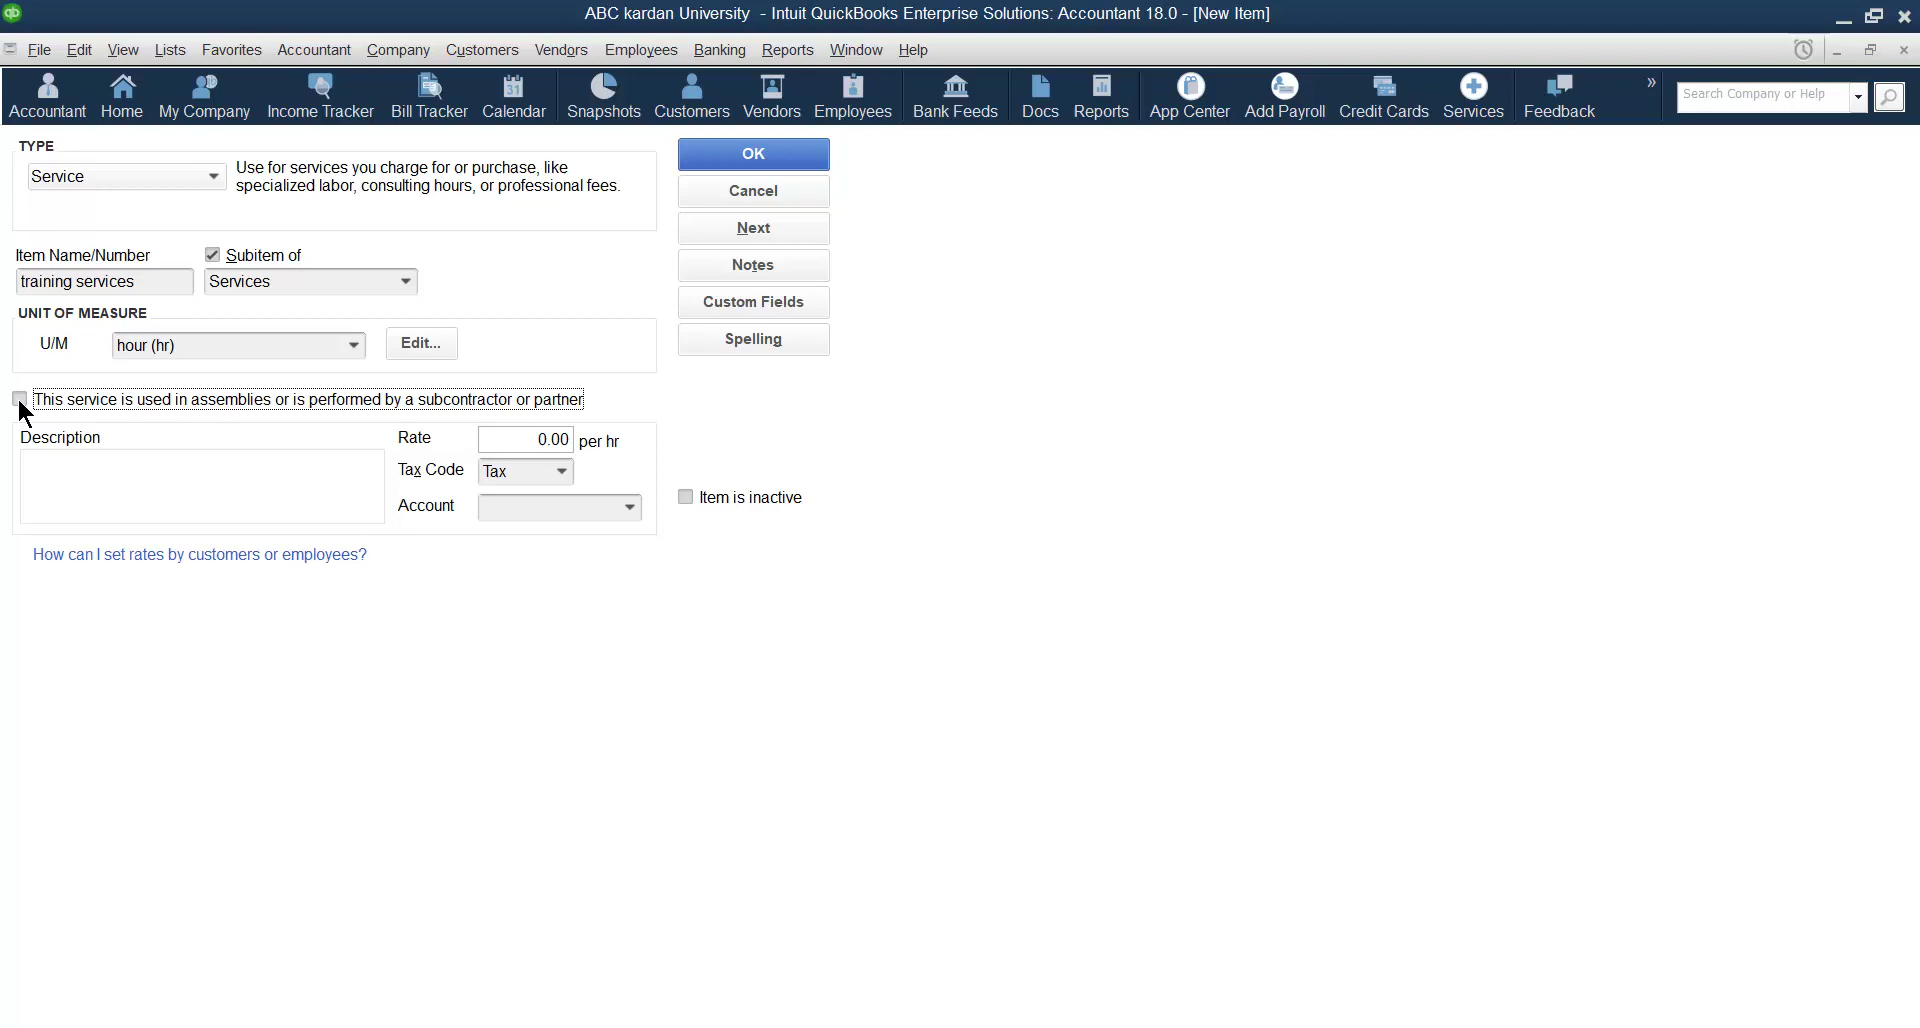 ABC kardan University - Intuit QuickBooks Enterprise Solutions: Accountant 18.0 - [New Item]
File Edit View Lists Favorites Accountant Company Customers Vendors Employees Banking Reports Window Help
31
Accountant Home My Company Income Tracker Bill Tracker Calendar Snapshots Customers Vendors Employees Bank Feeds Docs Reports App Center Add Payroll Credit Cards Services Feedback » Search Company or Help
TYPE
Service
Use for services you charge for or purchase, like
specialized labor, consulting hours, or professional fees.
OK
Cancel
Next
Notes
Custom Fields
Spelling
Item Name/Number Subitem of
training services Services
UNIT OF MEASURE
U/M hour (hr) Edit...
This service is used in assemblies or is performed by a subcontractor or partner
Description Rate 0.00 per hr
Tax Code Tax
Account
Item is inactive
How can I set rates by customers or employees?